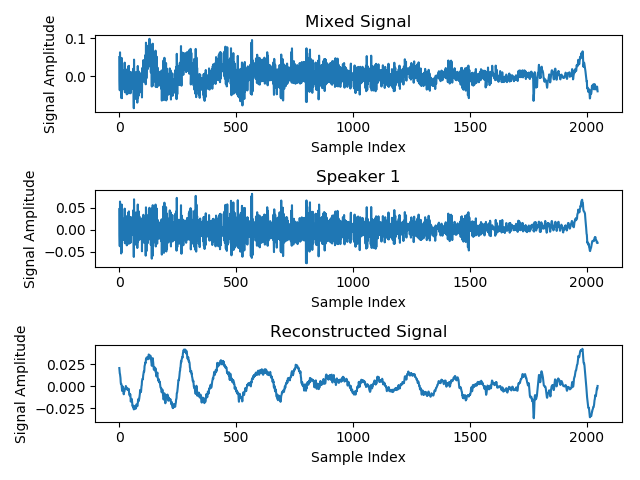 Mixed Signal
Signal Amplitude
0.1
0.0
0 500 1000 1500 2000
Sample Index
Speaker 1
Signal Amplitude
0.05
0.00
−0.05
0 500 1000 1500 2000
Sample Index
Reconstructed Signal
Signal Amplitude
0.025
0.000
−0.025
0 500 1000 1500 2000
Sample Index